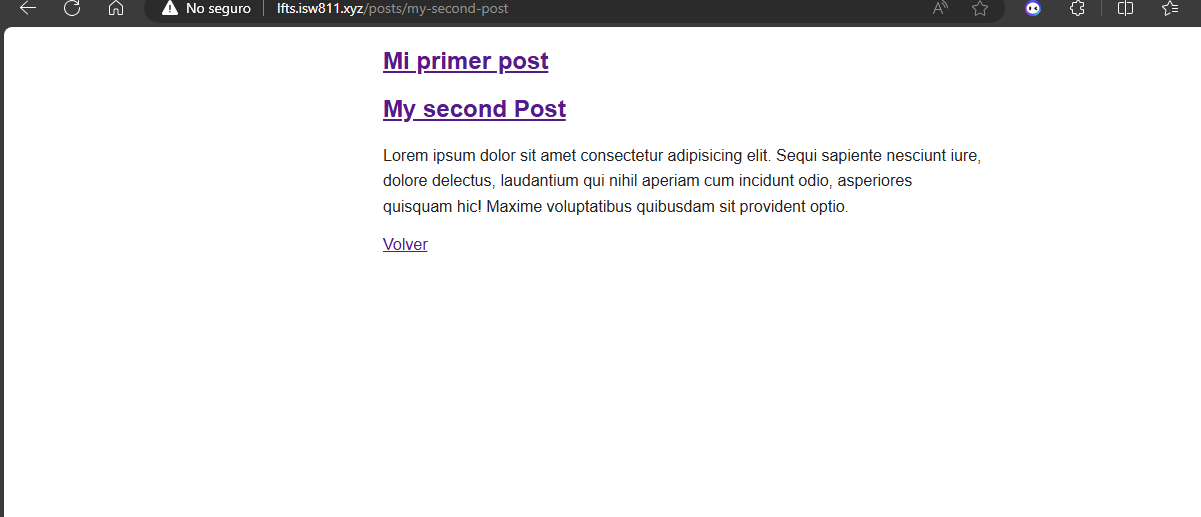 No seguro
lfts.isw811.xyz/posts/my-second-post
Mi primer post
My second Post
Lorem ipsum dolor sit amet consectetur adipisicing elit. Sequi sapiente nesciunt iure,
dolore delectus, laudantium qui nihil aperiam cum incidunt odio, asperiores
quisquam hic! Maxime voluptatibus quibusdam sit provident optio.
Volver